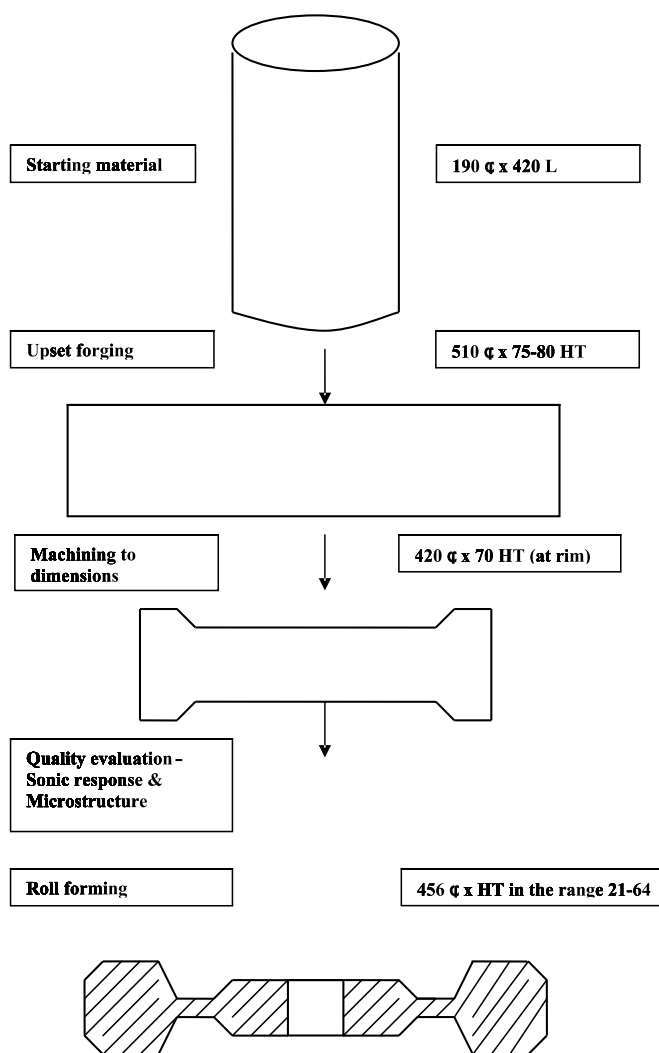 Starting material
190 ȼ x 420 L
Upset forging
510 ȼ x 75-80 HT
Machining to
dimensions
420 ȼ x 70 HT (at rim)
Quality evaluation –
Sonic response &
Microstructure
Roll forming
456 ȼ x HT in the range 21-64